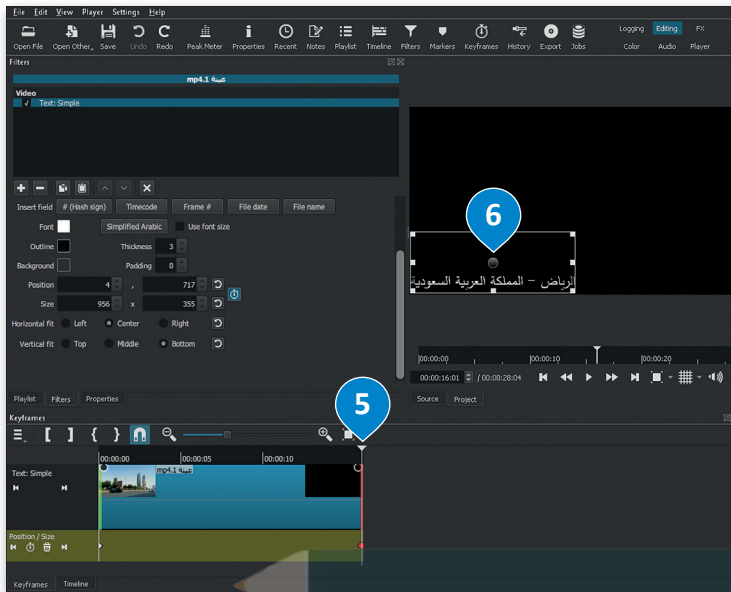 File Edit View Player Settings Help
Open File Open Other.. Save Undo Redo Peak Meter Properties Recent Notes Playlist Timeline Filters Markers Keyframes History Export Jobs
Logging Editing FX
Color Audio Player
Filters
عينة 1.mp4
Video
Text: Simple
Insert field # (Hash sign) Timecode Frame # File date File name
Font Simplified Arabic Use font size
Outline Thickness 3
Background Padding 0
Position 4 , 717
Size 956 x 355
Horizontal fit Left Center Right
Vertical fit Top Middle Bottom
6
الرياض – المملكة العربية السعودية
00:00:00 00:00:10 00:00:20
00:00:16:01 / 00:00:28:04
Playlist Filters Properties
Source Project
5
Keyframes
00:00:00 00:00:05 00:00:10
Text: Simple
عينة 1.mp4
Position / Size
Keyframes Timeline